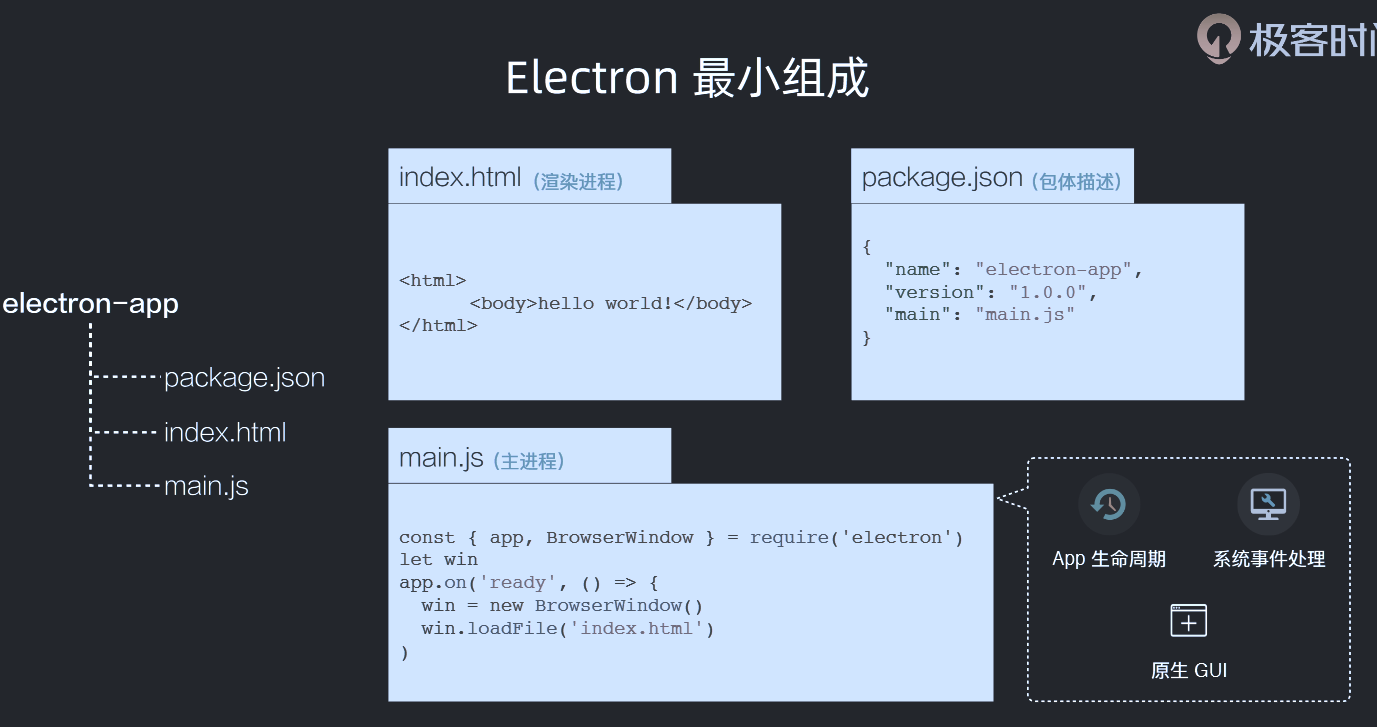 极客时间
Electron 最小组成
electron-app
package.json
index.html
main.js
index.html (渲染进程)
<html>
<body>hello world!</body>
</html>
package.json (包体描述)
{
"name": "electron-app",
"version": "1.0.0",
"main": "main.js"
}
main.js (主进程)
const { app, BrowserWindow } = require('electron')
let win
app.on('ready', () => {
win = new BrowserWindow()
win.loadFile('index.html')
)
App 生命周期
系统事件处理
原生 GUI